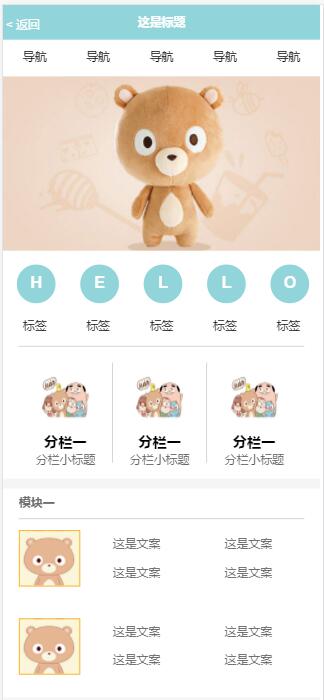 < 返回 这是标题
导航 导航 导航 导航 导航
H E L L O
标签 标签 标签 标签 标签
分栏一 分栏一 分栏一
分栏小标题 分栏小标题 分栏小标题
模块一
这是文案 这是文案
这是文案 这是文案
这是文案 这是文案
这是文案 这是文案